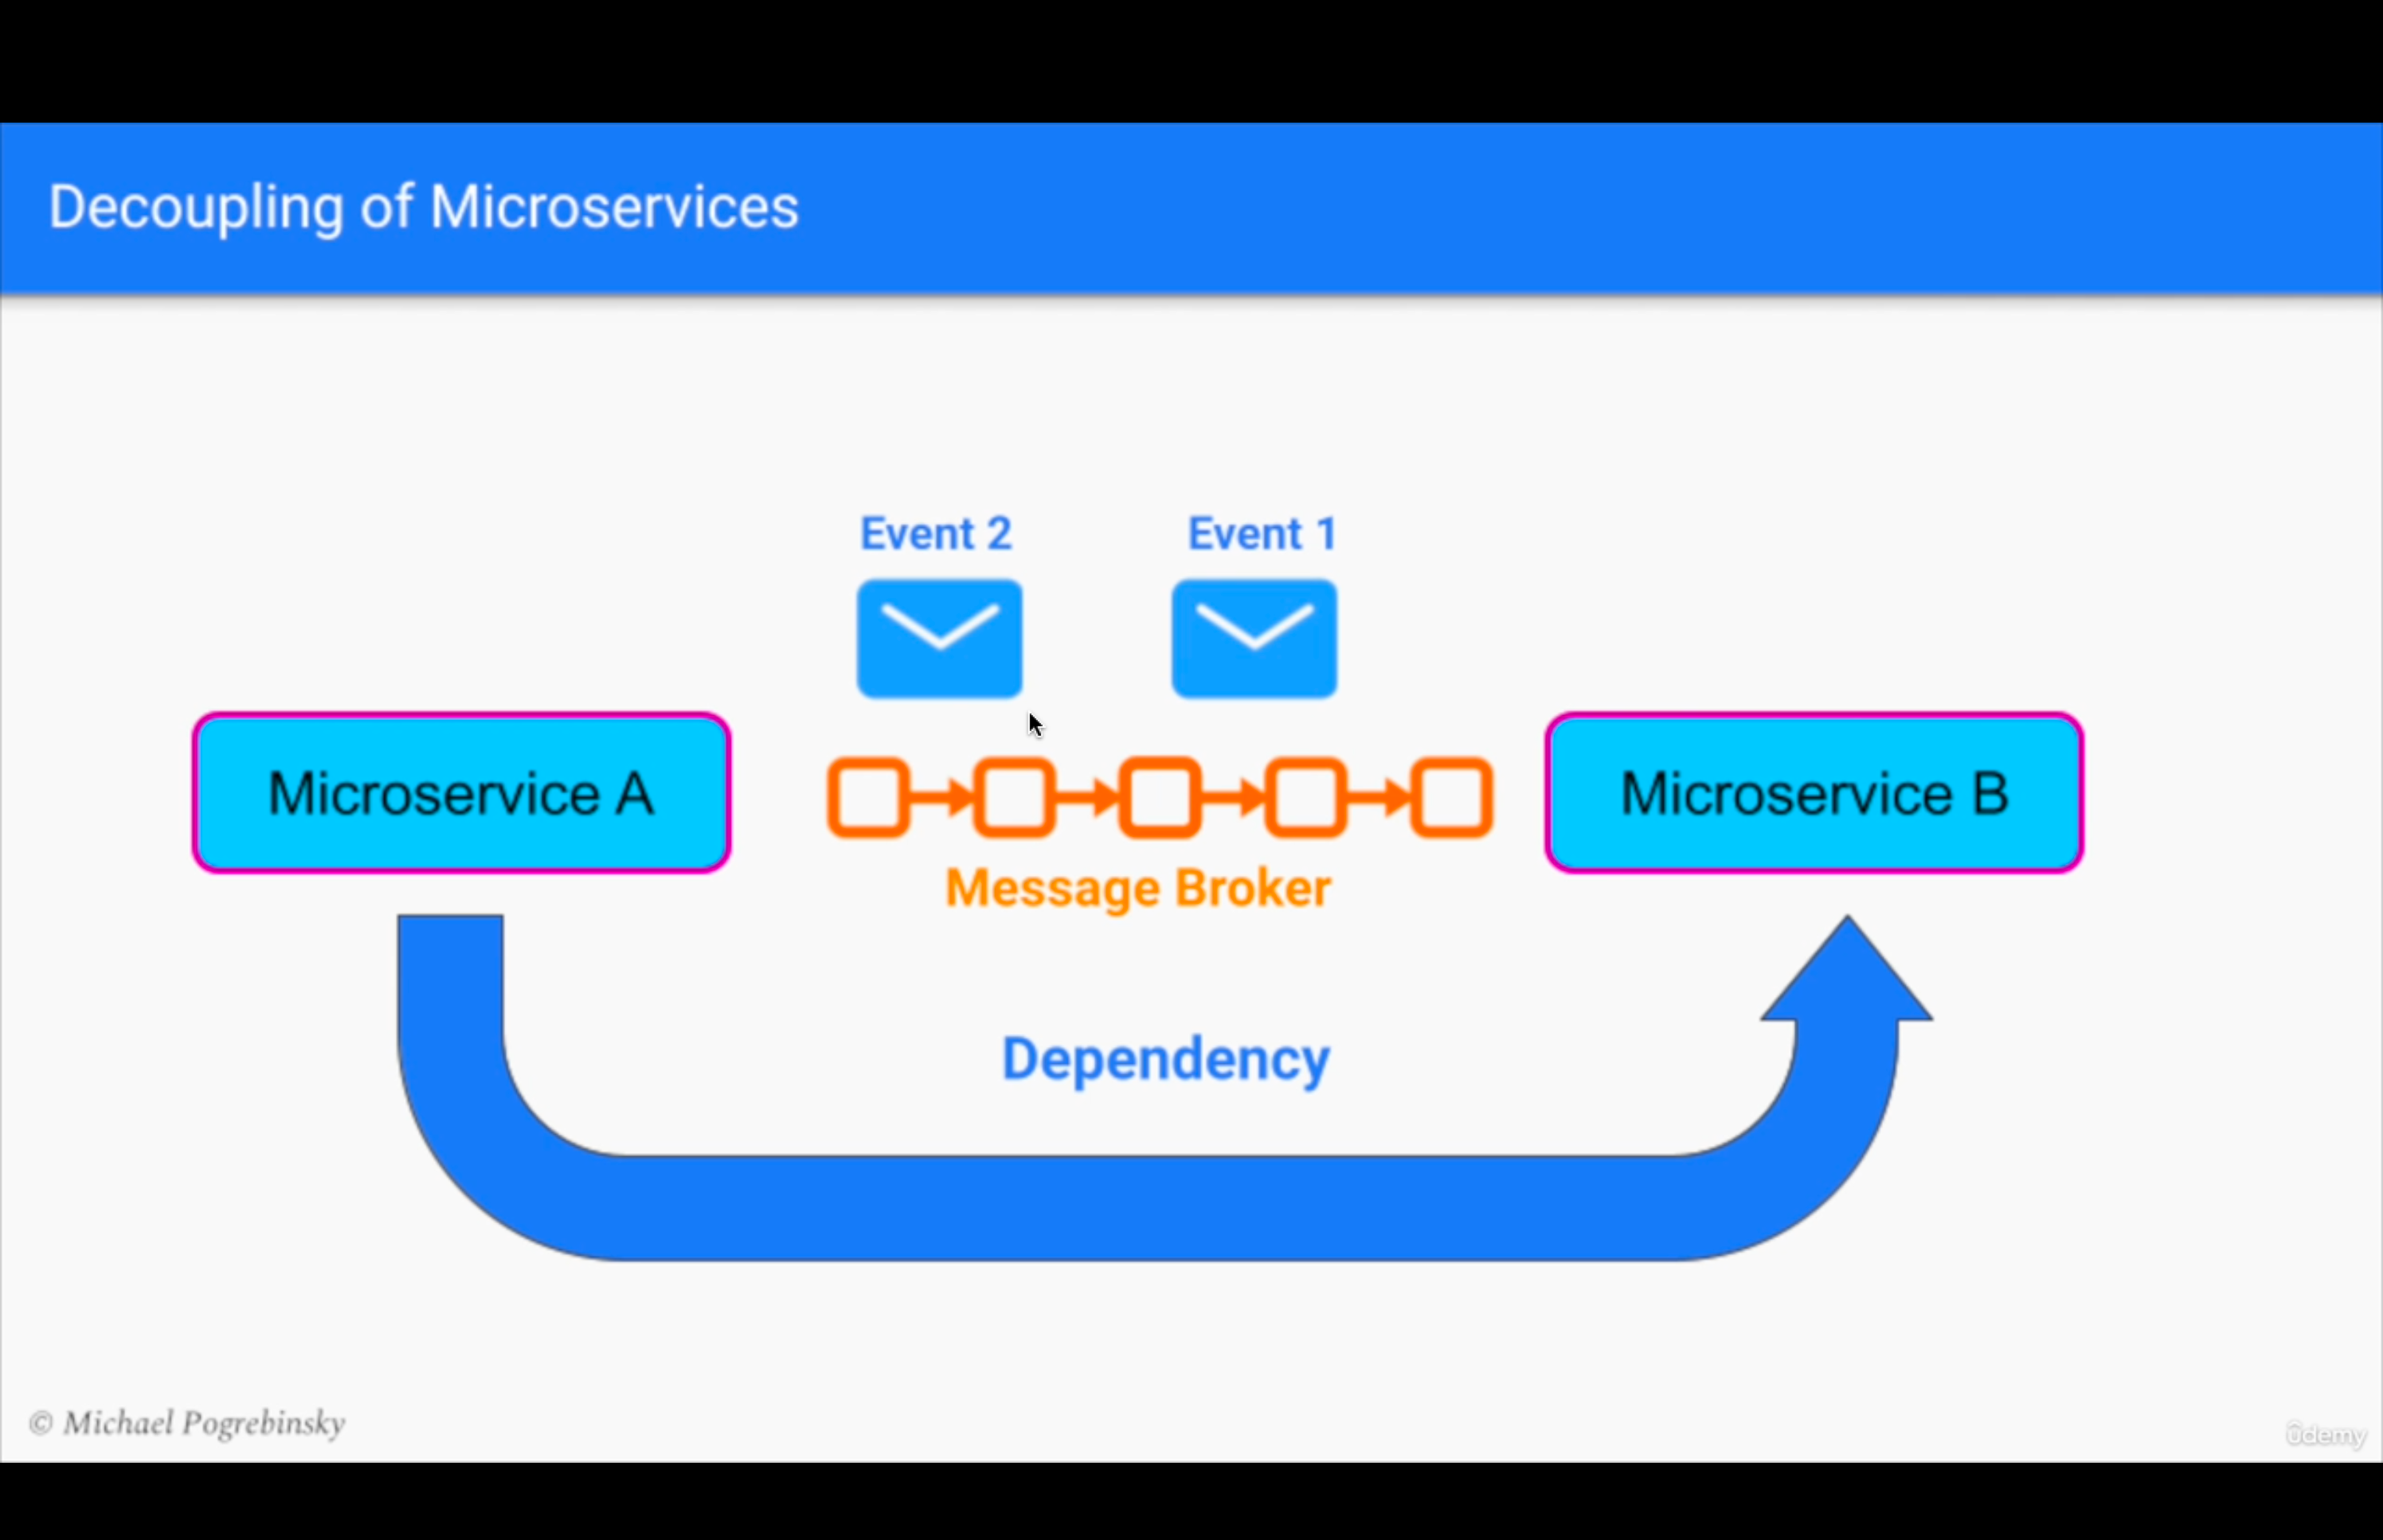 Decoupling of Microservices
Event 2
Event 1
Microservice A
Microservice B
Message Broker
Dependency
© Michael Pogrebinsky
ûdemy